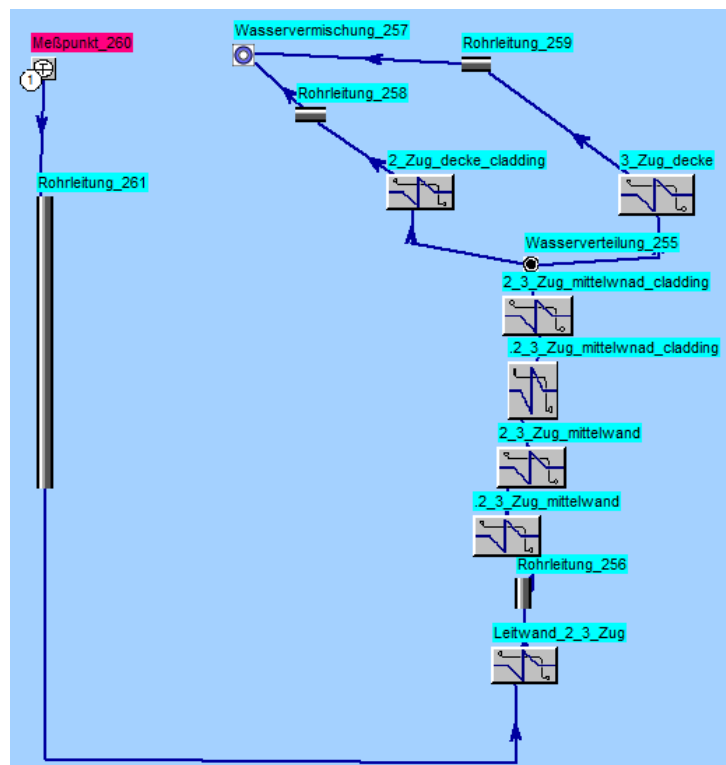 Wasservermischung_257
Meßpunkt_260
Rohrleitung_259
T
1
Rohrleitung_258
2_Zug_decke_cladding
3_Zug_decke
Rohrleitung_261
Wasserverteilung_255
2_3_Zug_mittelwnad_cladding
.2_3_Zug_mittelwnad_cladding
2_3_Zug_mittelwand
.2_3_Zug_mittelwand
Rohrleitung_256
Leitwand_2_3_Zug